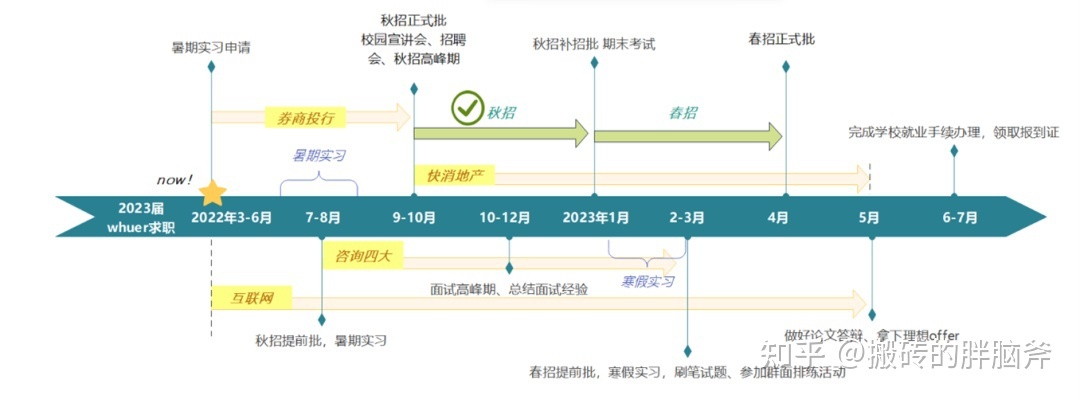 暑期实习申请
秋招正式批
校园宣讲会、招聘
会、秋招高峰期
秋招补招批 期末考试
春招正式批
券商投行
秋招
春招
完成学校就业手续办理，领取报到证
暑期实习
快消地产
now！
2023届
whuer求职
2022年3-6月
7-8月
9-10月
10-12月
2023年1月
2-3月
4月
5月
6-7月
咨询四大
寒假实习
面试高峰期、总结面试经验
互联网
秋招提前批，暑期实习
做好论文答辩、拿下理想offer
春招提前批，寒假实习，刷笔试题、参加群面排练活动
知乎 @搬砖的胖脑斧